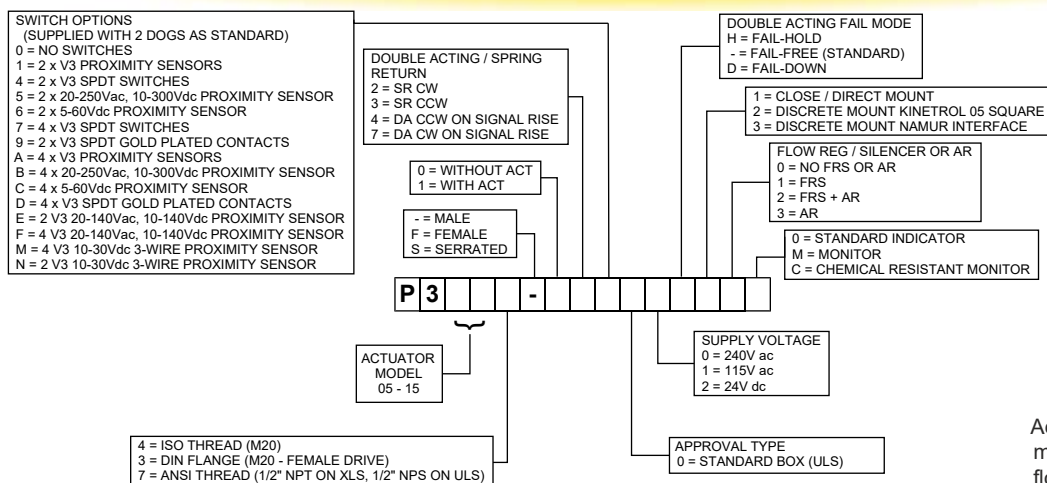 SWITCH OPTIONS
(SUPPLIED WITH 2 DOGS AS STANDARD)
0 = NO SWITCHES
1 = 2 x V3 PROXIMITY SENSORS
4 = 2 x V3 SPDT SWITCHES
5 = 2 x 20-250Vac, 10-300Vdc PROXIMITY SENSOR
6 = 2 x 5-60Vdc PROXIMITY SENSOR
7 = 4 x V3 SPDT SWITCHES
9 = 2 x V3 SPDT GOLD PLATED CONTACTS
A = 4 x V3 PROXIMITY SENSORS
B = 4 x 20-250Vac, 10-300Vdc PROXIMITY SENSOR
C = 4 x 5-60Vdc PROXIMITY SENSOR
D = 4 x V3 SPDT GOLD PLATED CONTACTS
E = 2 V3 20-140Vac, 10-140Vdc PROXIMITY SENSOR
F = 4 V3 20-140Vac, 10-140Vdc PROXIMITY SENSOR
M = 4 V3 10-30Vdc 3-WIRE PROXIMITY SENSOR
N = 2 V3 10-30Vdc 3-WIRE PROXIMITY SENSOR
DOUBLE ACTING / SPRING
RETURN
2 = SR CW
3 = SR CCW
4 = DA CCW ON SIGNAL RISE
7 = DA CW ON SIGNAL RISE
0 = WITHOUT ACT
1 = WITH ACT
- = MALE
F = FEMALE
S = SERRATED
DOUBLE ACTING FAIL MODE
H = FAIL-HOLD
- = FAIL-FREE (STANDARD)
D = FAIL-DOWN
1 = CLOSE / DIRECT MOUNT
2 = DISCRETE MOUNT KINETROL 05 SQUARE
3 = DISCRETE MOUNT NAMUR INTERFACE
FLOW REG / SILENCER OR AR
0 = NO FRS OR AR
1 = FRS
2 = FRS + AR
3 = AR
0 = STANDARD INDICATOR
M = MONITOR
C = CHEMICAL RESISTANT MONITOR
P 3 -
ACTUATOR
MODEL
05 - 15
SUPPLY VOLTAGE
0 = 240V ac
1 = 115V ac
2 = 24V dc
4 = ISO THREAD (M20)
3 = DIN FLANGE (M20 - FEMALE DRIVE)
7 = ANSI THREAD (1/2" NPT ON XLS, 1/2" NPS ON ULS)
APPROVAL TYPE
0 = STANDARD BOX (ULS)